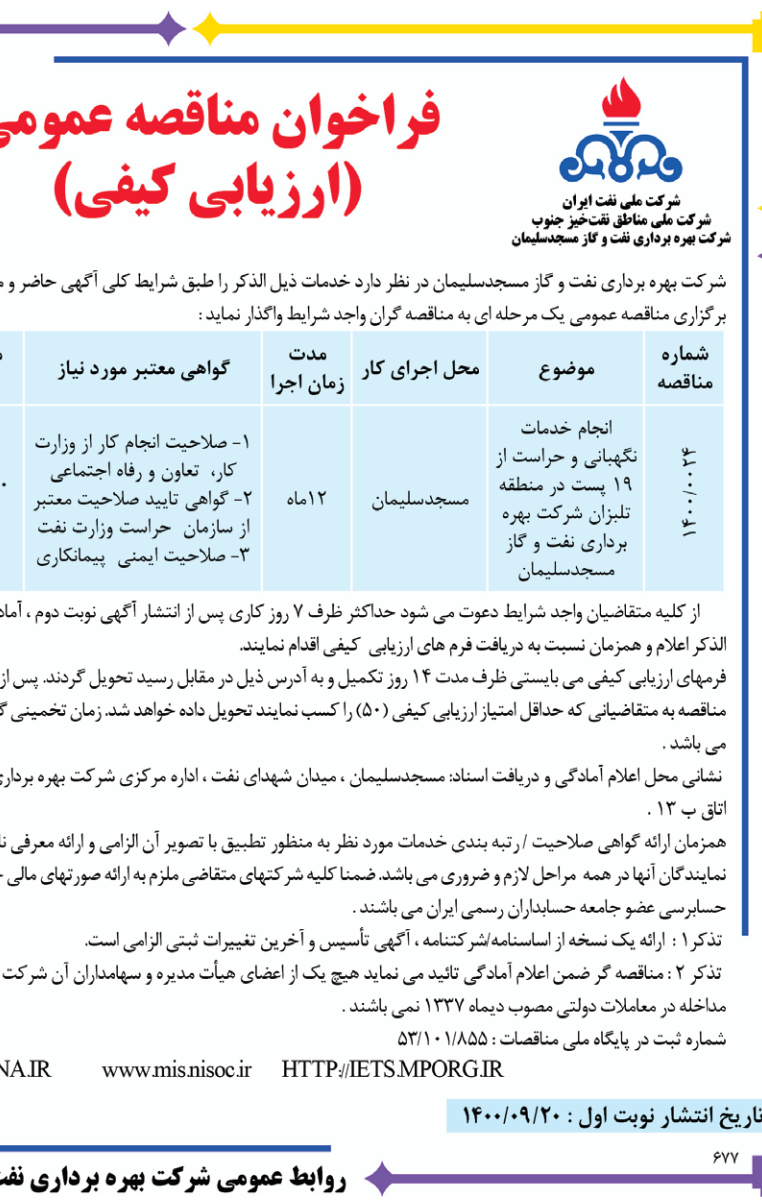 فراخوان مناقصه عمومی
(ارزیابی کیفی)
شرکت ملی نفت ایران
شرکت ملی مناطق نفت‌خیز جنوب
شرکت بهره برداری نفت و گاز مسجدسلیمان
شرکت بهره برداری نفت و گاز مسجدسلیمان در نظر دارد خدمات ذیل الذکر را طبق شرایط کلی آگهی حاضر و
برگزاری مناقصه عمومی یک مرحله ای به مناقصه گران واجد شرایط واگذار نماید :
شماره
مناقصه
موضوع
محل اجرای کار
مدت
زمان اجرا
گواهی معتبر مورد نیاز
۱۴۰۰/۰۰۲۴
انجام خدمات
نگهبانی و حراست از
۱۹ پست در منطقه
تلبزان شرکت بهره
برداری نفت و گاز
مسجدسلیمان
مسجدسلیمان
۱۲ماه
۱- صلاحیت انجام کار از وزارت
کار، تعاون و رفاه اجتماعی
۲- گواهی تایید صلاحیت معتبر
از سازمان حراست وزارت نفت
۳- صلاحیت ایمنی پیمانکاری
از کلیه متقاضیان واجد شرایط دعوت می شود حداکثر ظرف ۷ روز کاری پس از انتشار آگهی نوبت دوم ،
الذکر اعلام و همزمان نسبت به دریافت فرم های ارزیابی کیفی اقدام نمایند.
فرمهای ارزیابی کیفی می بایستی ظرف مدت ۱۴ روز تکمیل و به آدرس ذیل در مقابل رسید تحویل گردند. پس از
مناقصه به متقاضیانی که حداقل امتیاز ارزیابی کیفی (۵۰) را کسب نمایند تحویل داده خواهد شد. زمان تخمینی
می باشد .
نشانی محل اعلام آمادگی و دریافت اسناد: مسجدسلیمان ، میدان شهدای نفت ، اداره مرکزی شرکت بهره برداری
اتاق ب ۱۳ .
همزمان ارائه گواهی صلاحیت / رتبه بندی خدمات مورد نظر به منظور تطبیق با تصویر آن الزامی و ارائه معرفی
نمایندگان آنها در همه مراحل لازم و ضروری می باشد. ضمنا کلیه شرکتهای متقاضی ملزم به ارائه صورتهای مالی
حسابرسی عضو جامعه حسابداران رسمی ایران می باشند .
تذکر۱ : ارائه یک نسخه از اساسنامه/شرکتنامه ، آگهی تأسیس و آخرین تغییرات ثبتی الزامی است.
تذکر ۲ : مناقصه گر ضمن اعلام آمادگی تائید می نماید هیچ یک از اعضای هیأت مدیره و سهامداران آن شرکت
مداخله در معاملات دولتی مصوب دیماه ۱۳۳۷ نمی باشند .
شماره ثبت در پایگاه ملی مناقصات : ۵۳/۱۰۱/۸۵۵
NA.IR www.mis.nisoc.ir HTTP://IETS.MPORG.IR
تاریخ انتشار نوبت اول : ۱۴۰۰/۰۹/۲۰
۶۷۷
روابط عمومی شرکت بهره برداری نفت